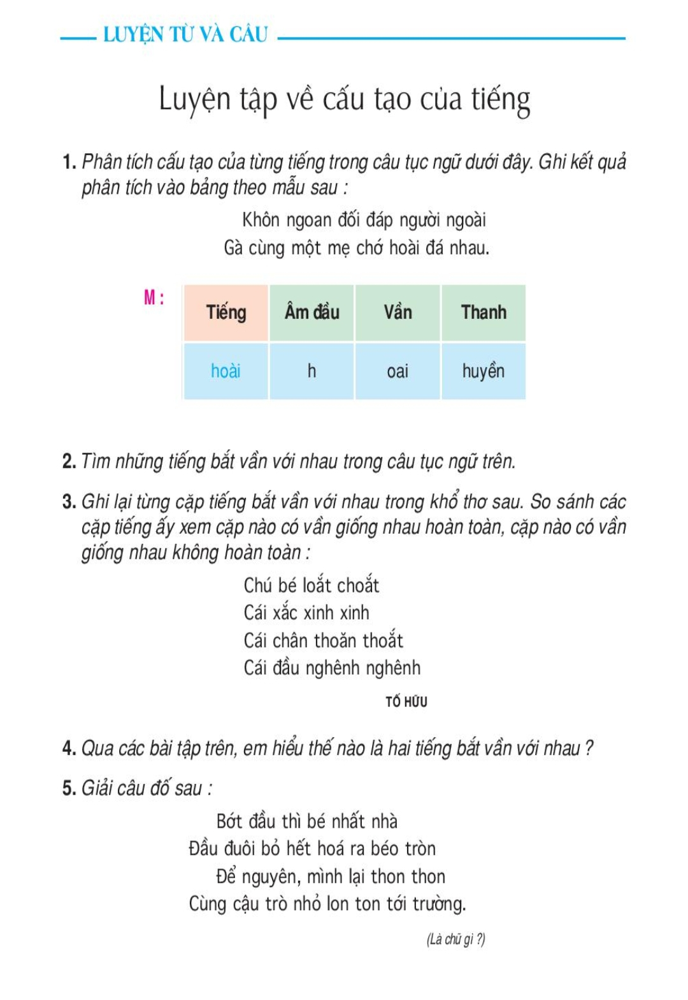 LUYỆN TỪ VÀ CÂU
Luyện tập về cấu tạo của tiếng
1. Phân tích cấu tạo của từng tiếng trong câu tục ngữ dưới đây. Ghi kết quả
phân tích vào bảng theo mẫu sau :
Khôn ngoan đối đáp người ngoài
Gà cùng một mẹ chớ hoài đá nhau.
M :
Tiếng Âm đầu Vần Thanh
hoài h oai huyền
2. Tìm những tiếng bắt vần với nhau trong câu tục ngữ trên.
3. Ghi lại từng cặp tiếng bắt vần với nhau trong khổ thơ sau. So sánh các
cặp tiếng ấy xem cặp nào có vần giống nhau hoàn toàn, cặp nào có vần
giống nhau không hoàn toàn :
Chú bé loắt choắt
Cái xắc xinh xinh
Cái chân thoăn thoắt
Cái đầu nghênh nghênh
TỐ HỮU
4. Qua các bài tập trên, em hiểu thế nào là hai tiếng bắt vần với nhau ?
5. Giải câu đố sau :
Bớt đầu thì bé nhất nhà
Đầu đuôi bỏ hết hoá ra béo tròn
Để nguyên, mình lại thon thon
Cùng cậu trò nhỏ lon ton tới trường.
(Là chữ gì ?)